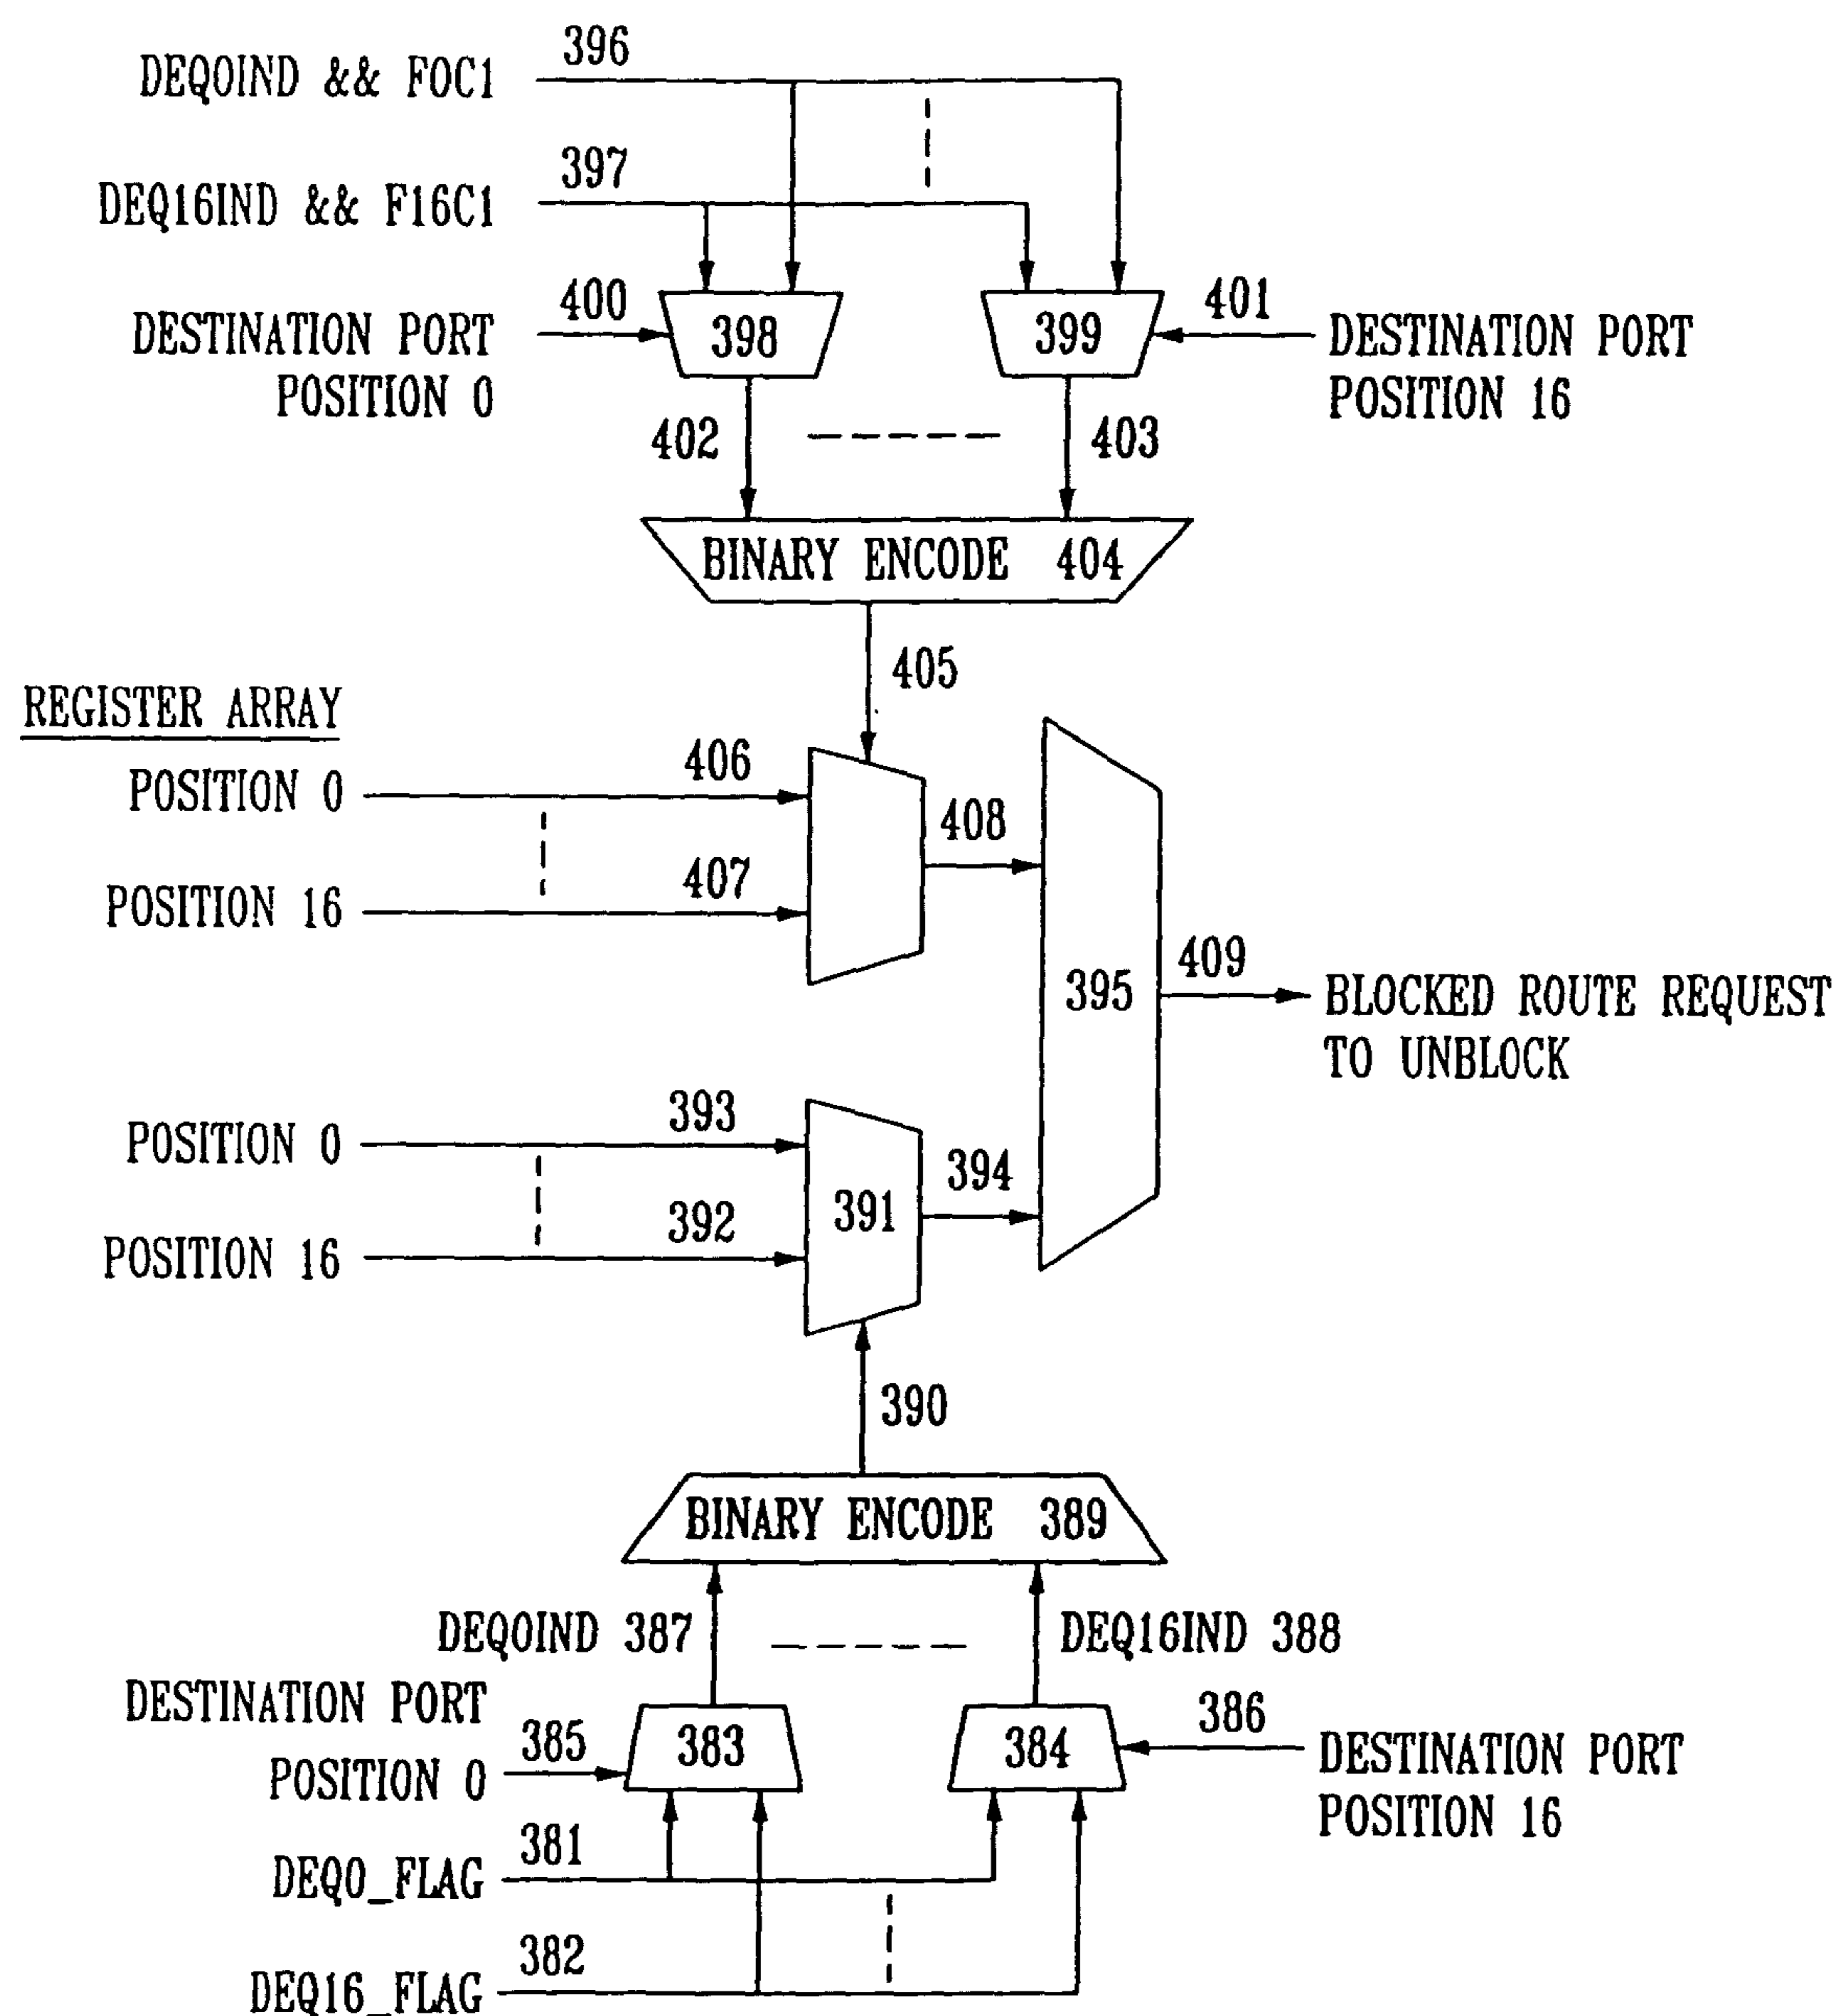 DEQ0IND && F0C1 396
DEQ16IND && F16C1 397
DESTINATION PORT
POSITION 0
400
398
399
401
DESTINATION PORT
POSITION 16
402
403
BINARY ENCODE 404
405
REGISTER ARRAY
POSITION 0 406
POSITION 16 407
408
395
409
BLOCKED ROUTE REQUEST
TO UNBLOCK
POSITION 0 393
POSITION 16 392
391
394
390
BINARY ENCODE 389
DEQ0IND 387
DEQ16IND 388
DESTINATION PORT
POSITION 0
385
383
384
386
DESTINATION PORT
POSITION 16
DEQ0_FLAG 381
DEQ16_FLAG 382